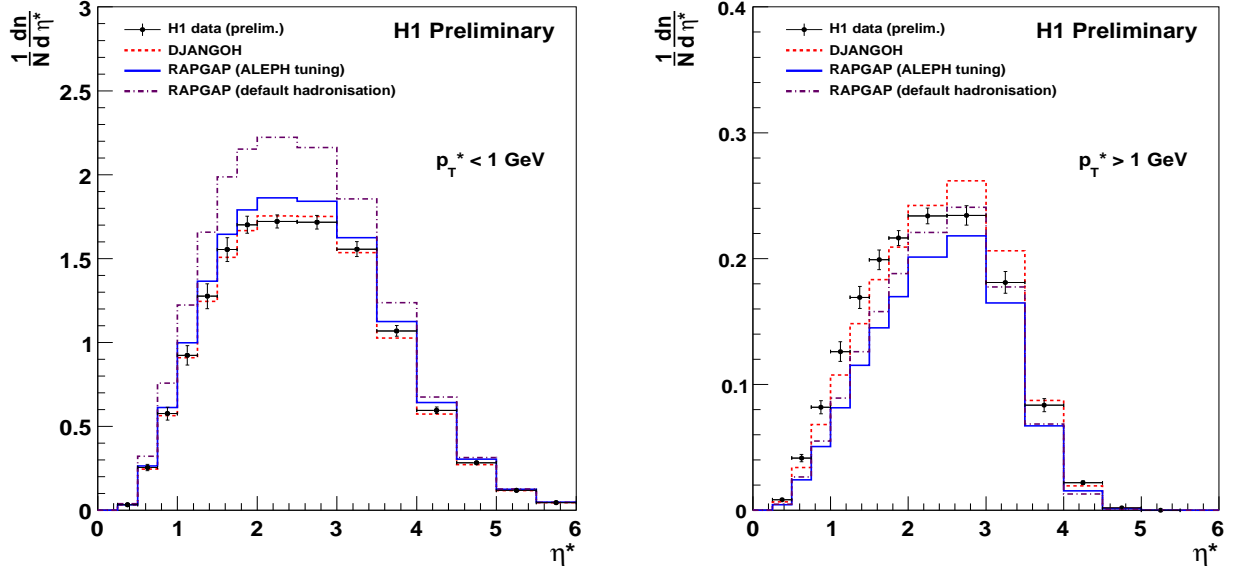 H1 Preliminary
1/N dn/d η*
3
2.5
2
1.5
1
0.5
0
H1 data (prelim.)
DJANGOH
RAPGAP (ALEPH tuning)
RAPGAP (default hadronisation)
p_T* < 1 GeV
0 1 2 3 4 5 6
η*
H1 Preliminary
1/N dn/d η*
0.4
0.2
0.2
0.1
0
H1 data (prelim.)
DJANGOH
RAPGAP (ALEPH tuning)
RAPGAP (default hadronisation)
p_T* > 1 GeV
0 1 2 3 4 5 6
η*